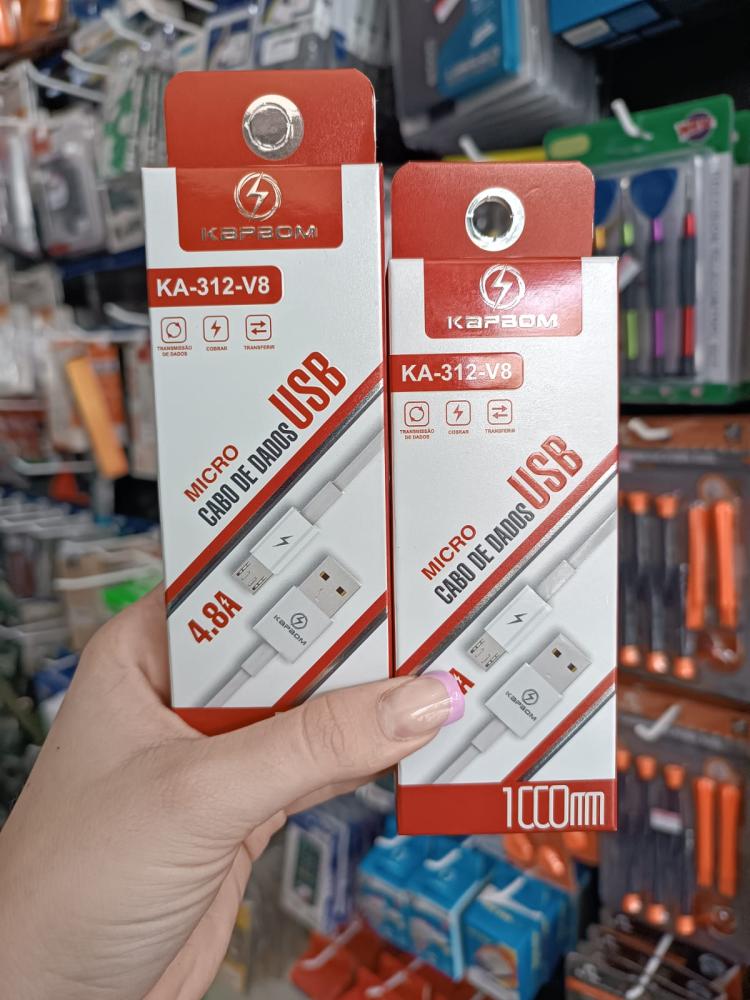 KAPBOM
KA-312-V8
TRANSMISSÃO
DE DADOS
COBRAR
TRANSFERIR
MICRO
CABO DE DADOS USB
4.8A
KAPBOM
KAPBOM
KA-312-V8
TRANSMISSÃO
DE DADOS
COBRAR
TRANSFERIR
MICRO
CABO DE DADOS USB
A
KAPBOM
1000mm